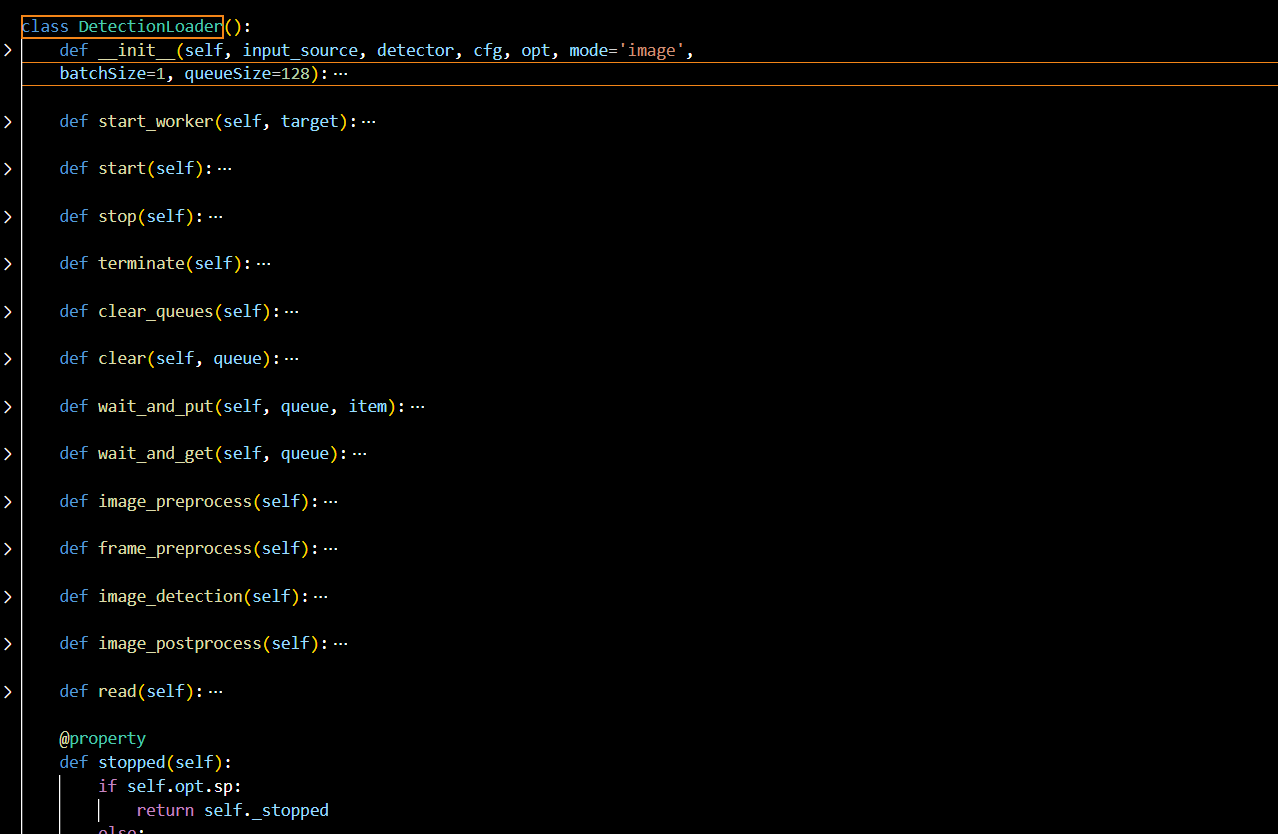 class DetectionLoader():
def __init__(self, input_source, detector, cfg, opt, mode='image',
batchSize=1, queueSize=128):…
def start_worker(self, target):…
def start(self):…
def stop(self):…
def terminate(self):…
def clear_queues(self):…
def clear(self, queue):…
def wait_and_put(self, queue, item):…
def wait_and_get(self, queue):…
def image_preprocess(self):…
def frame_preprocess(self):…
def image_detection(self):…
def image_postprocess(self):…
def read(self):…
@property
def stopped(self):
if self.opt.sp:
return self._stopped
else: